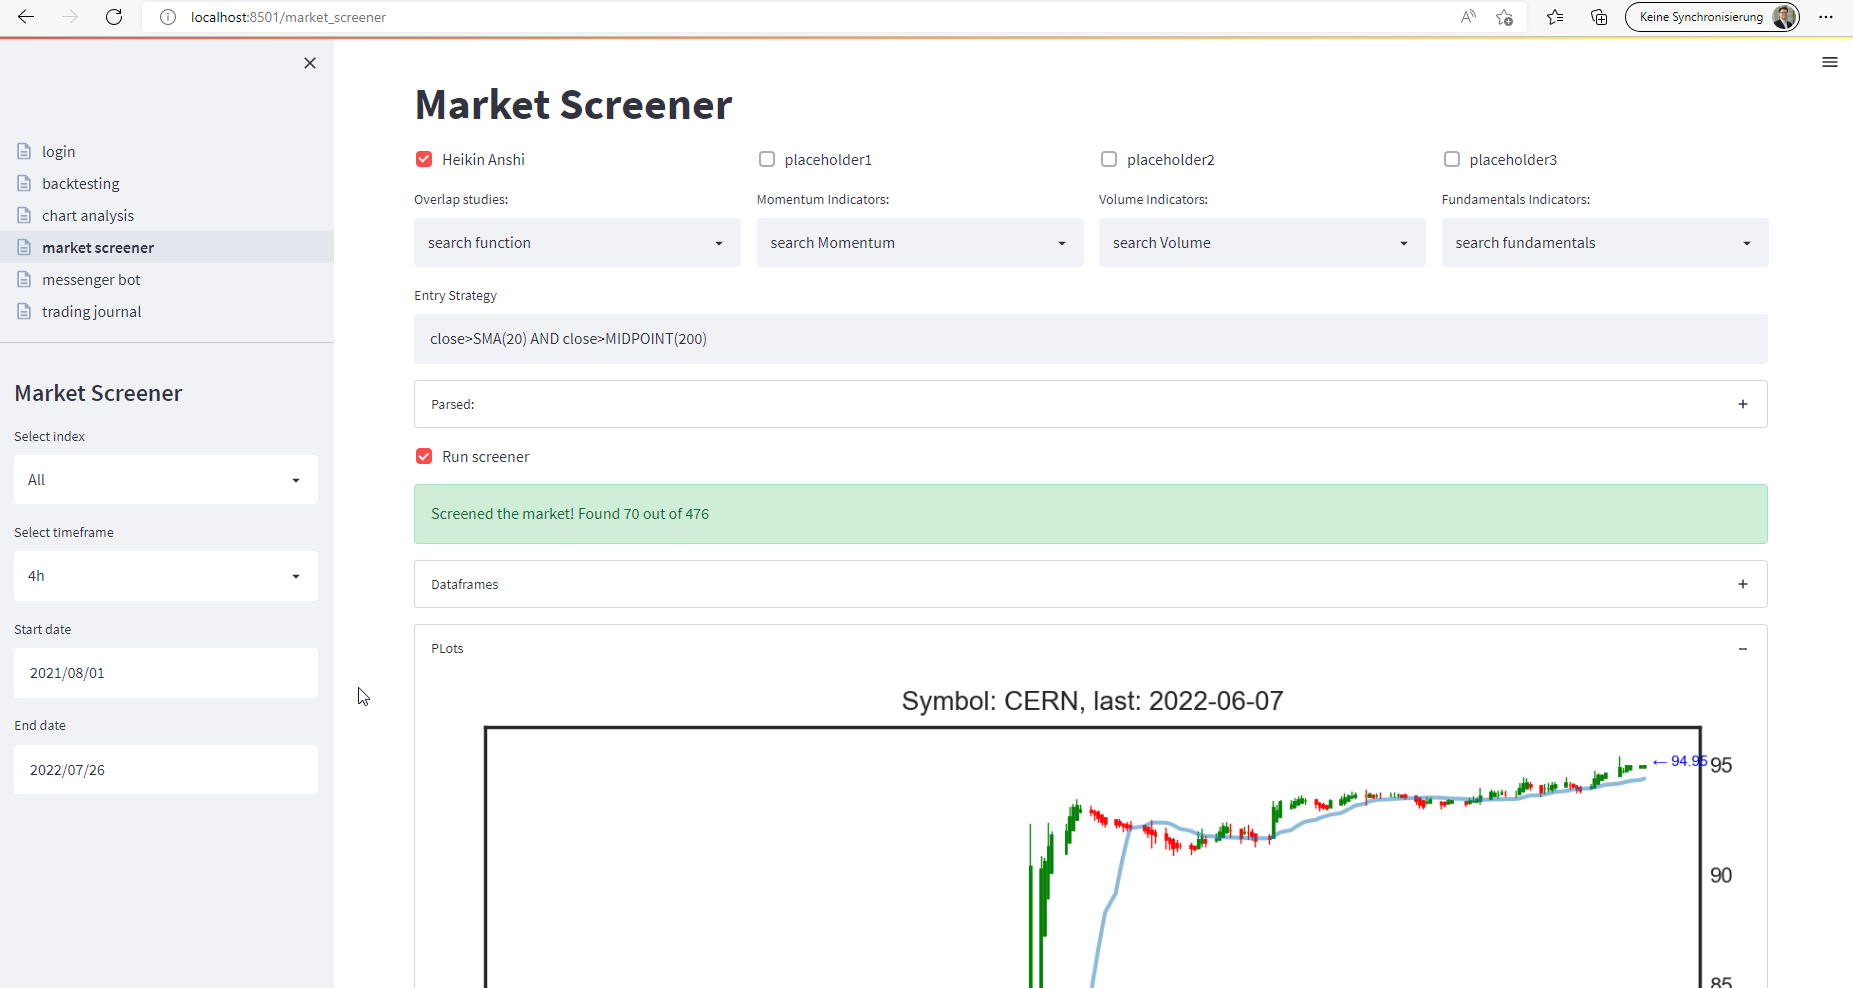 localhost:8501/market_screener
Keine Synchronisierung
login
backtesting
chart analysis
market screener
messenger bot
trading journal
Market Screener
Select index
All
Select timeframe
4h
Start date
2021/08/01
End date
2022/07/26
Market Screener
Heikin Anshi
placeholder1
placeholder2
placeholder3
Overlap studies:
Momentum Indicators:
Volume Indicators:
Fundamentals Indicators:
search function
search Momentum
search Volume
search fundamentals
Entry Strategy
close>SMA(20) AND close>MIDPOINT(200)
Parsed:
Run screener
Screened the market! Found 70 out of 476
Dataframes
PLots
Symbol: CERN, last: 2022-06-07
← 94.95
95
90
85